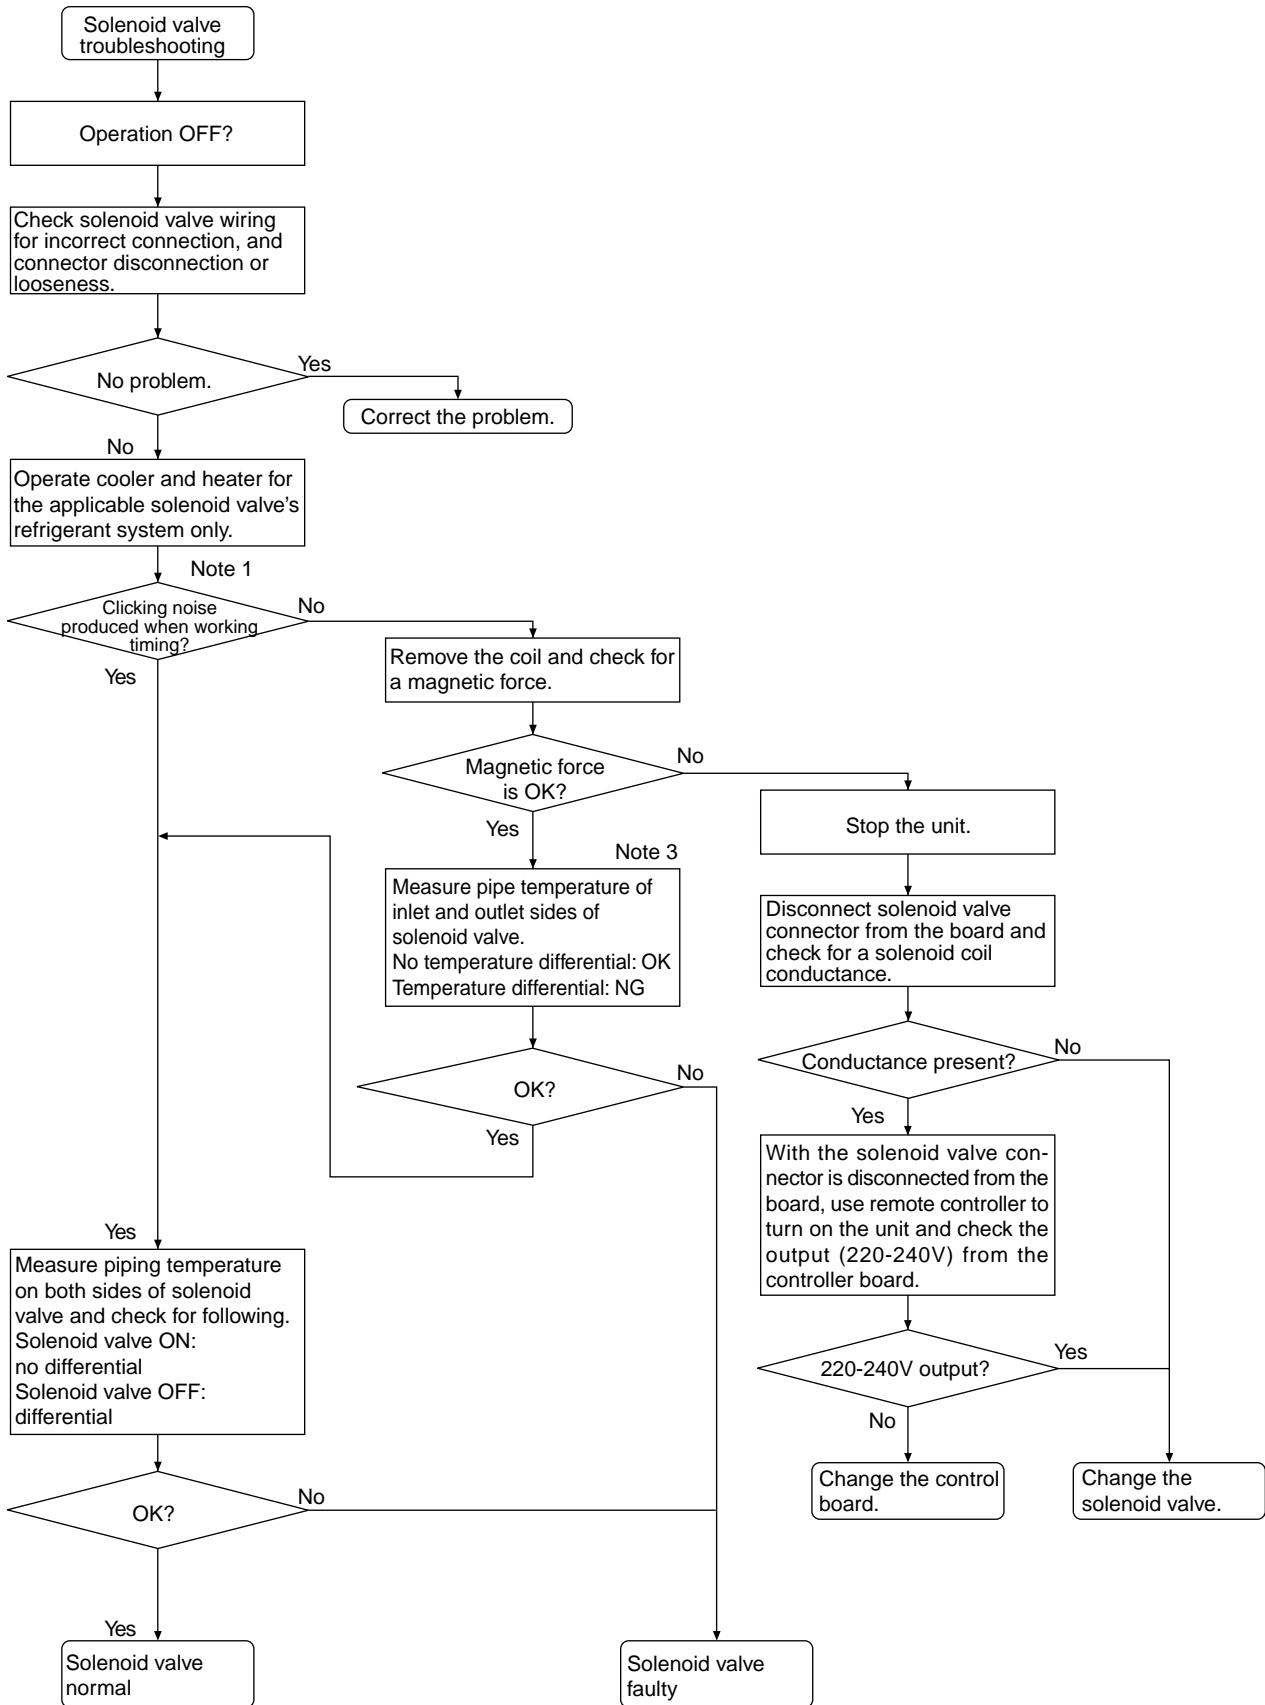 Solenoid valve
troubleshooting
Operation OFF?
Check solenoid valve wiring
for incorrect connection, and
connector disconnection or
looseness.
No problem.
Yes
Correct the problem.
No
Operate cooler and heater for
the applicable solenoid valve's
refrigerant system only.
Note 1
Clicking noise
produced when working
timing?
No
Yes
Remove the coil and check for
a magnetic force.
Magnetic force
is OK?
No
Yes
Stop the unit.
Note 3
Measure pipe temperature of
inlet and outlet sides of
solenoid valve.
No temperature differential: OK
Temperature differential: NG
Disconnect solenoid valve
connector from the board and
check for a solenoid coil
conductance.
OK?
No
Yes
Conductance present?
No
Yes
With the solenoid valve con-
nector is disconnected from the
board, use remote controller to
turn on the unit and check the
output (220-240V) from the
controller board.
Yes
Measure piping temperature
on both sides of solenoid
valve and check for following.
Solenoid valve ON:
no differential
Solenoid valve OFF:
differential
220-240V output?
Yes
No
Change the control
board.
Change the
solenoid valve.
OK?
No
Yes
Solenoid valve
normal
Solenoid valve
faulty